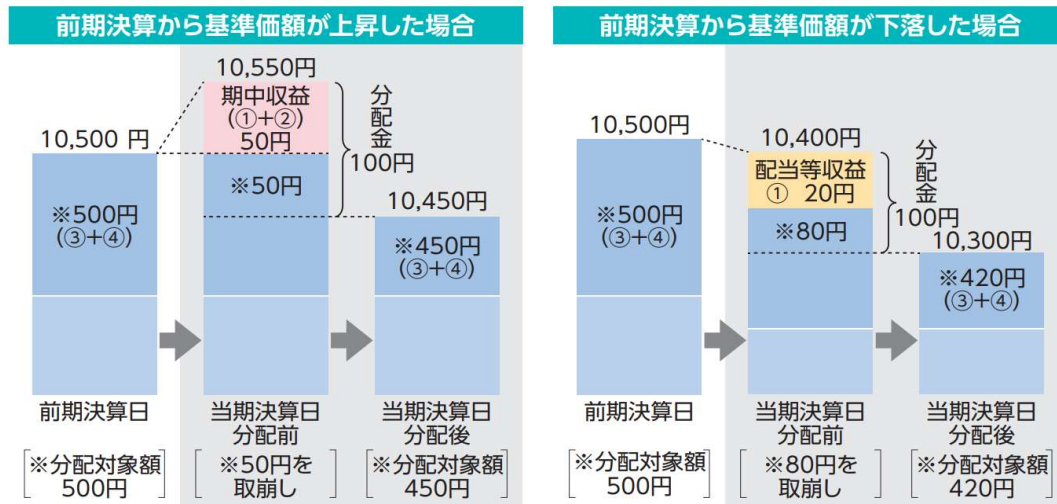 前期決算から基準価額が上昇した場合
10,550円
期中収益
(①+②)
50円
分配金
100円
10,500 円
※500円
(③+④)
※50円
10,450円
※450円
(③+④)
前期決算日
当期決算日
分配前
当期決算日
分配後
※分配対象額
500円
※50円を
取崩し
※分配対象額
450円
前期決算から基準価額が下落した場合
10,500円
10,400円
配当等収益
① 20円
分配金
100円
※500円
(③+④)
※80円
10,300円
※420円
(③+④)
前期決算日
当期決算日
分配前
当期決算日
分配後
※分配対象額
500円
※80円を
取崩し
※分配対象額
420円